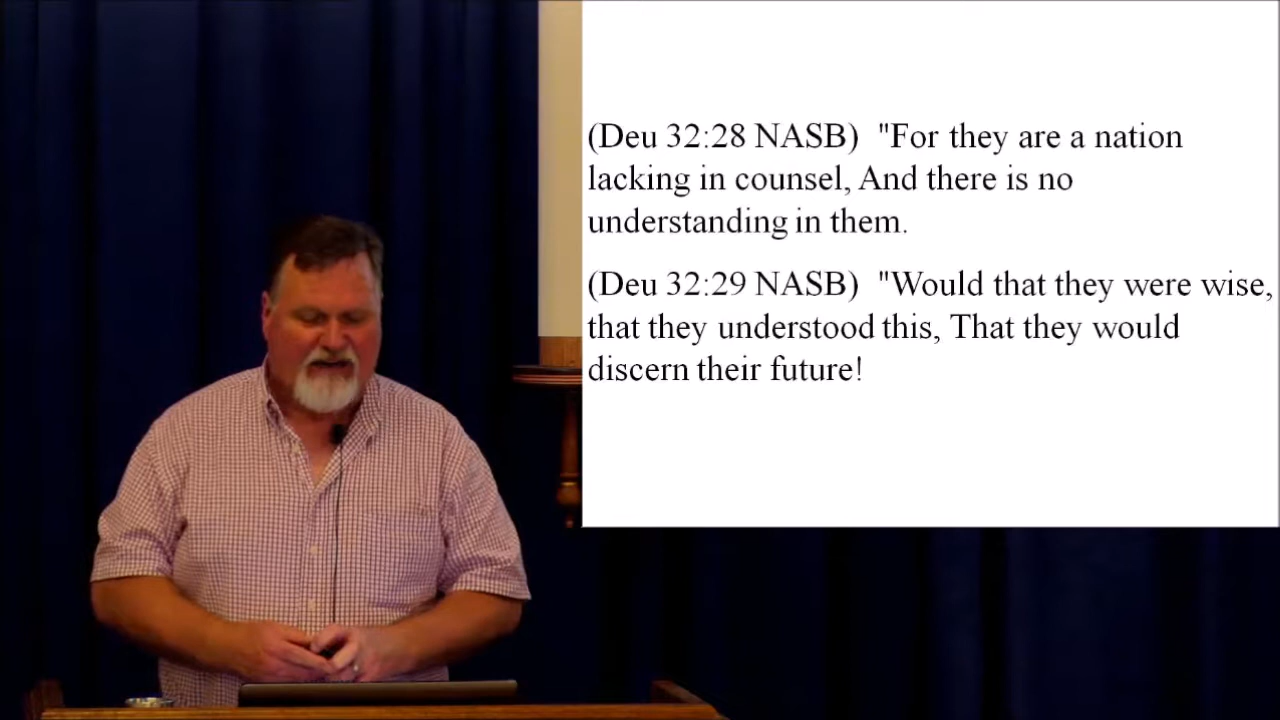 (Deu 32:28 NASB)  "For they are a nation
lacking in counsel, And there is no
understanding in them.
(Deu 32:29 NASB)  "Would that they were wise,
that they understood this, That they would
discern their future!